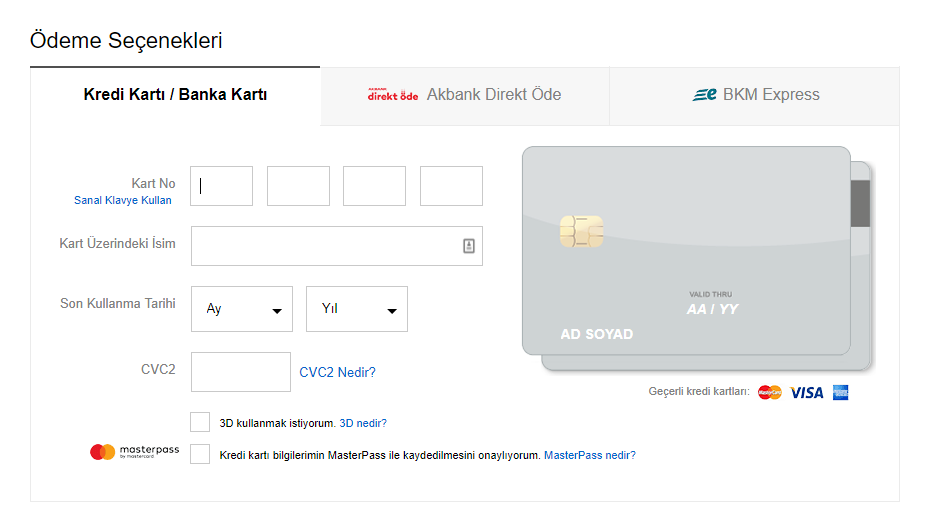 Ödeme Seçenekleri
Kredi Kartı / Banka Kartı
AKBANK
direkt öde Akbank Direkt Öde
BKM Express
Kart No
Sanal Klavye Kullan
Kart Üzerindeki İsim
Son Kullanma Tarihi
Ay
Yıl
CVC2
CVC2 Nedir?
VALID THRU
AA / YY
AD SOYAD
Geçerli kredi kartları: MasterCard VISA
3D kullanmak istiyorum. 3D nedir?
masterpass
by mastercard
Kredi kartı bilgilerimin MasterPass ile kaydedilmesini onaylıyorum. MasterPass nedir?